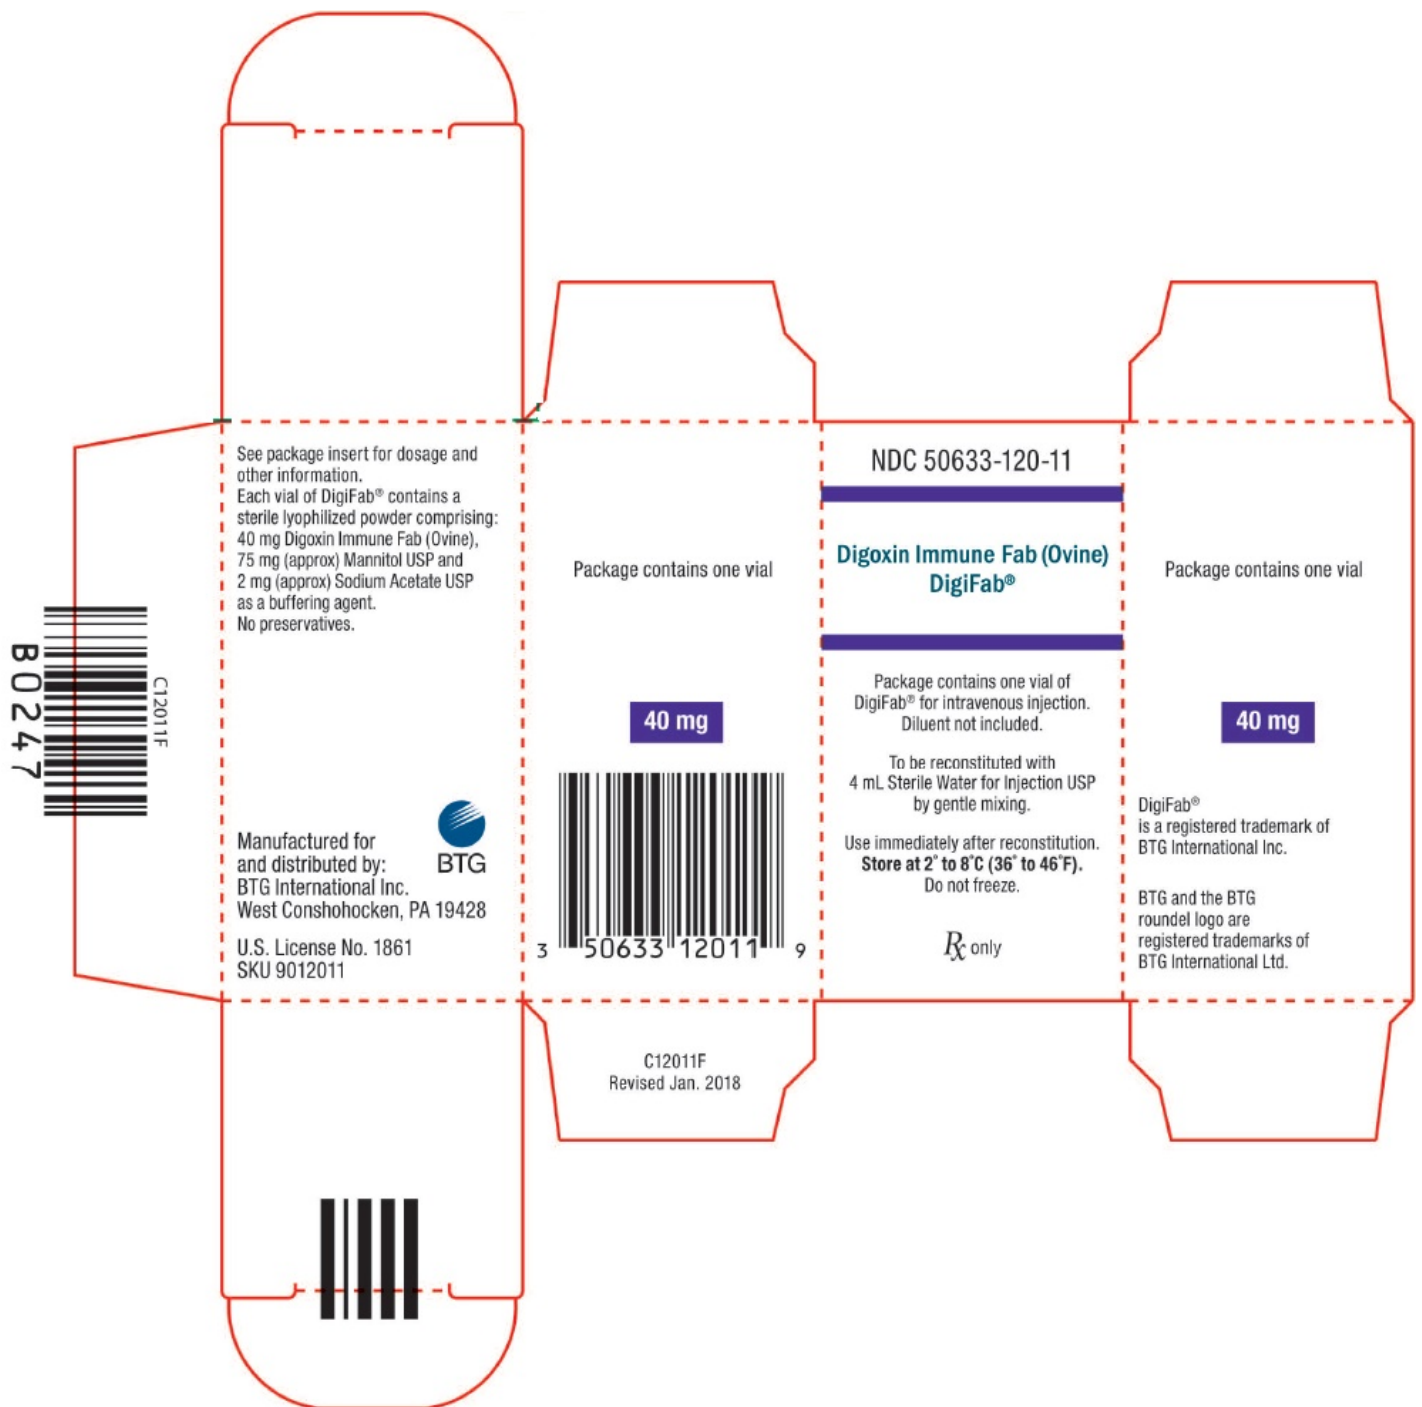 See package insert for dosage and
other information.
Each vial of DigiFab® contains a
sterile lyophilized powder comprising:
40 mg Digoxin Immune Fab (Ovine),
75 mg (approx) Mannitol USP and
2 mg (approx) Sodium Acetate USP
as a buffering agent.
No preservatives.
C12011F
B0247
Manufactured for
and distributed by:
BTG International Inc.
West Conshohocken, PA 19428
BTG
U.S. License No. 1861
SKU 9012011
Package contains one vial
40 mg
3 50633 12011 9
C12011F
Revised Jan. 2018
NDC 50633-120-11
Digoxin Immune Fab (Ovine)
DigiFab®
Package contains one vial of
DigiFab® for intravenous injection.
Diluent not included.
To be reconstituted with
4 mL Sterile Water for Injection USP
by gentle mixing.
Use immediately after reconstitution.
Store at 2° to 8°C (36° to 46°F).
Do not freeze.
Rx only
Package contains one vial
40 mg
DigiFab®
is a registered trademark of
BTG International Inc.
BTG and the BTG
roundel logo are
registered trademarks of
BTG International Ltd.